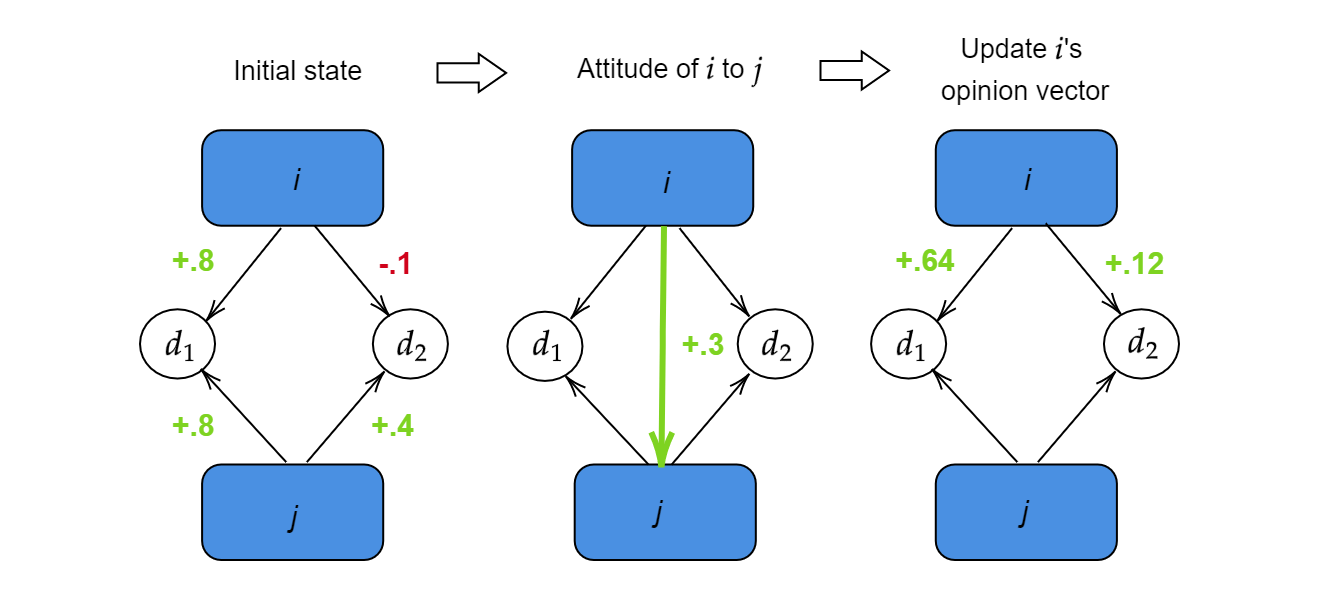 Initial state
Attitude of i to j
Update i's
opinion vector
i
i
i
+.8
-.1
+.64
+.12
d₁
d₂
d₁
+.3
d₂
d₁
d₂
+.8
+.4
j
j
j